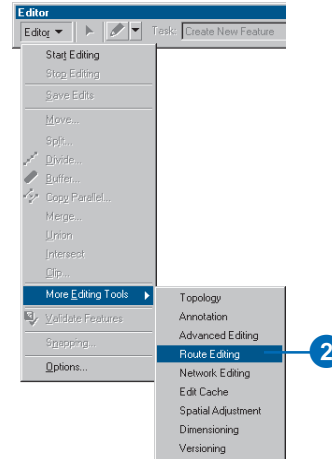 Editor
Editor Task: Create New Feature
Start Editing
Stop Editing
Save Edits
Move...
Split...
Divide...
Buffer...
Copy Parallel...
Merge...
Union
Intersect
Clip...
More Editing Tools
Validate Features
Snapping...
Options...
Topology
Annotation
Advanced Editing
Route Editing
2
Network Editing
Edit Cache
Spatial Adjustment
Dimensioning
Versioning